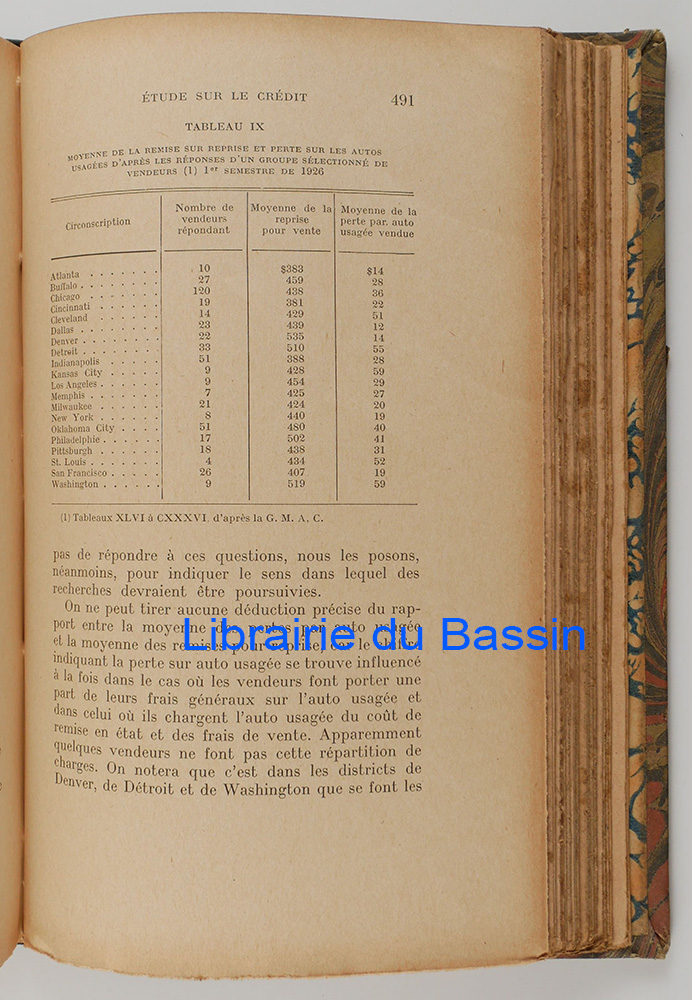 ÉTUDE SUR LE CRÉDIT 491
TABLEAU IX
MOYENNE DE LA REMISE SUR REPRISE ET PERTE SUR LES AUTOS
USAGÉES D'APRÈS LES RÉPONSES D'UN GROUPE SÉLECTIONNÉ DE
VENDEURS (1) 1er SEMESTRE DE 1926
Circonscription | Nombre de vendeurs répondant | Moyenne de la reprise pour vente | Moyenne de la perte par. auto usagée vendue
Atlanta . . . . . . . 10 $383 $14
Buffalo . . . . . . . 27 459 28
Chicago . . . . . . . 120 438 36
Cincinnati . . . . . . 19 381 22
Cleveland . . . . . . 14 429 51
Dallas . . . . . . . 23 439 12
Denver . . . . . . . 22 535 14
Detroit . . . . . . . 33 510 55
Indianapolis . . . . . 51 388 28
Kansas City . . . . . 9 428 59
Los Angeles . . . . . . 9 454 29
Memphis . . . . . . . 7 425 27
Milwaukee . . . . . . 21 424 20
New York . . . . . . 8 440 19
Oklahoma City . . . . 51 480 40
Philadelphie . . . . . . 17 502 41
Pittsburgh . . . . . . 18 438 31
St. Louis . . . . . . . 4 434 52
San Francisco . . . . . 26 407 19
Washington . . . . . . 9 519 59
(1) Tableaux XLVI à CXXXVI, d'après la G. M. A. C.
pas de répondre à ces questions, nous les posons,
néanmoins, pour indiquer le sens dans lequel des
recherches devraient être poursuivies.
On ne peut tirer aucune déduction précise du rap-
port entre la moyenne des pertes par auto usagée
et la moyenne des remises pour reprise, car le chiffre
Librairie du Bassin
indiquant la perte sur auto usagée se trouve influencé
à la fois dans le cas où les vendeurs font porter une
part de leurs frais généraux sur l'auto usagée et
dans celui où ils chargent l'auto usagée du coût de
remise en état et des frais de vente. Apparemment
quelques vendeurs ne font pas cette répartition de
charges. On notera que c'est dans les districts de
Denver, de Détroit et de Washington que se font les